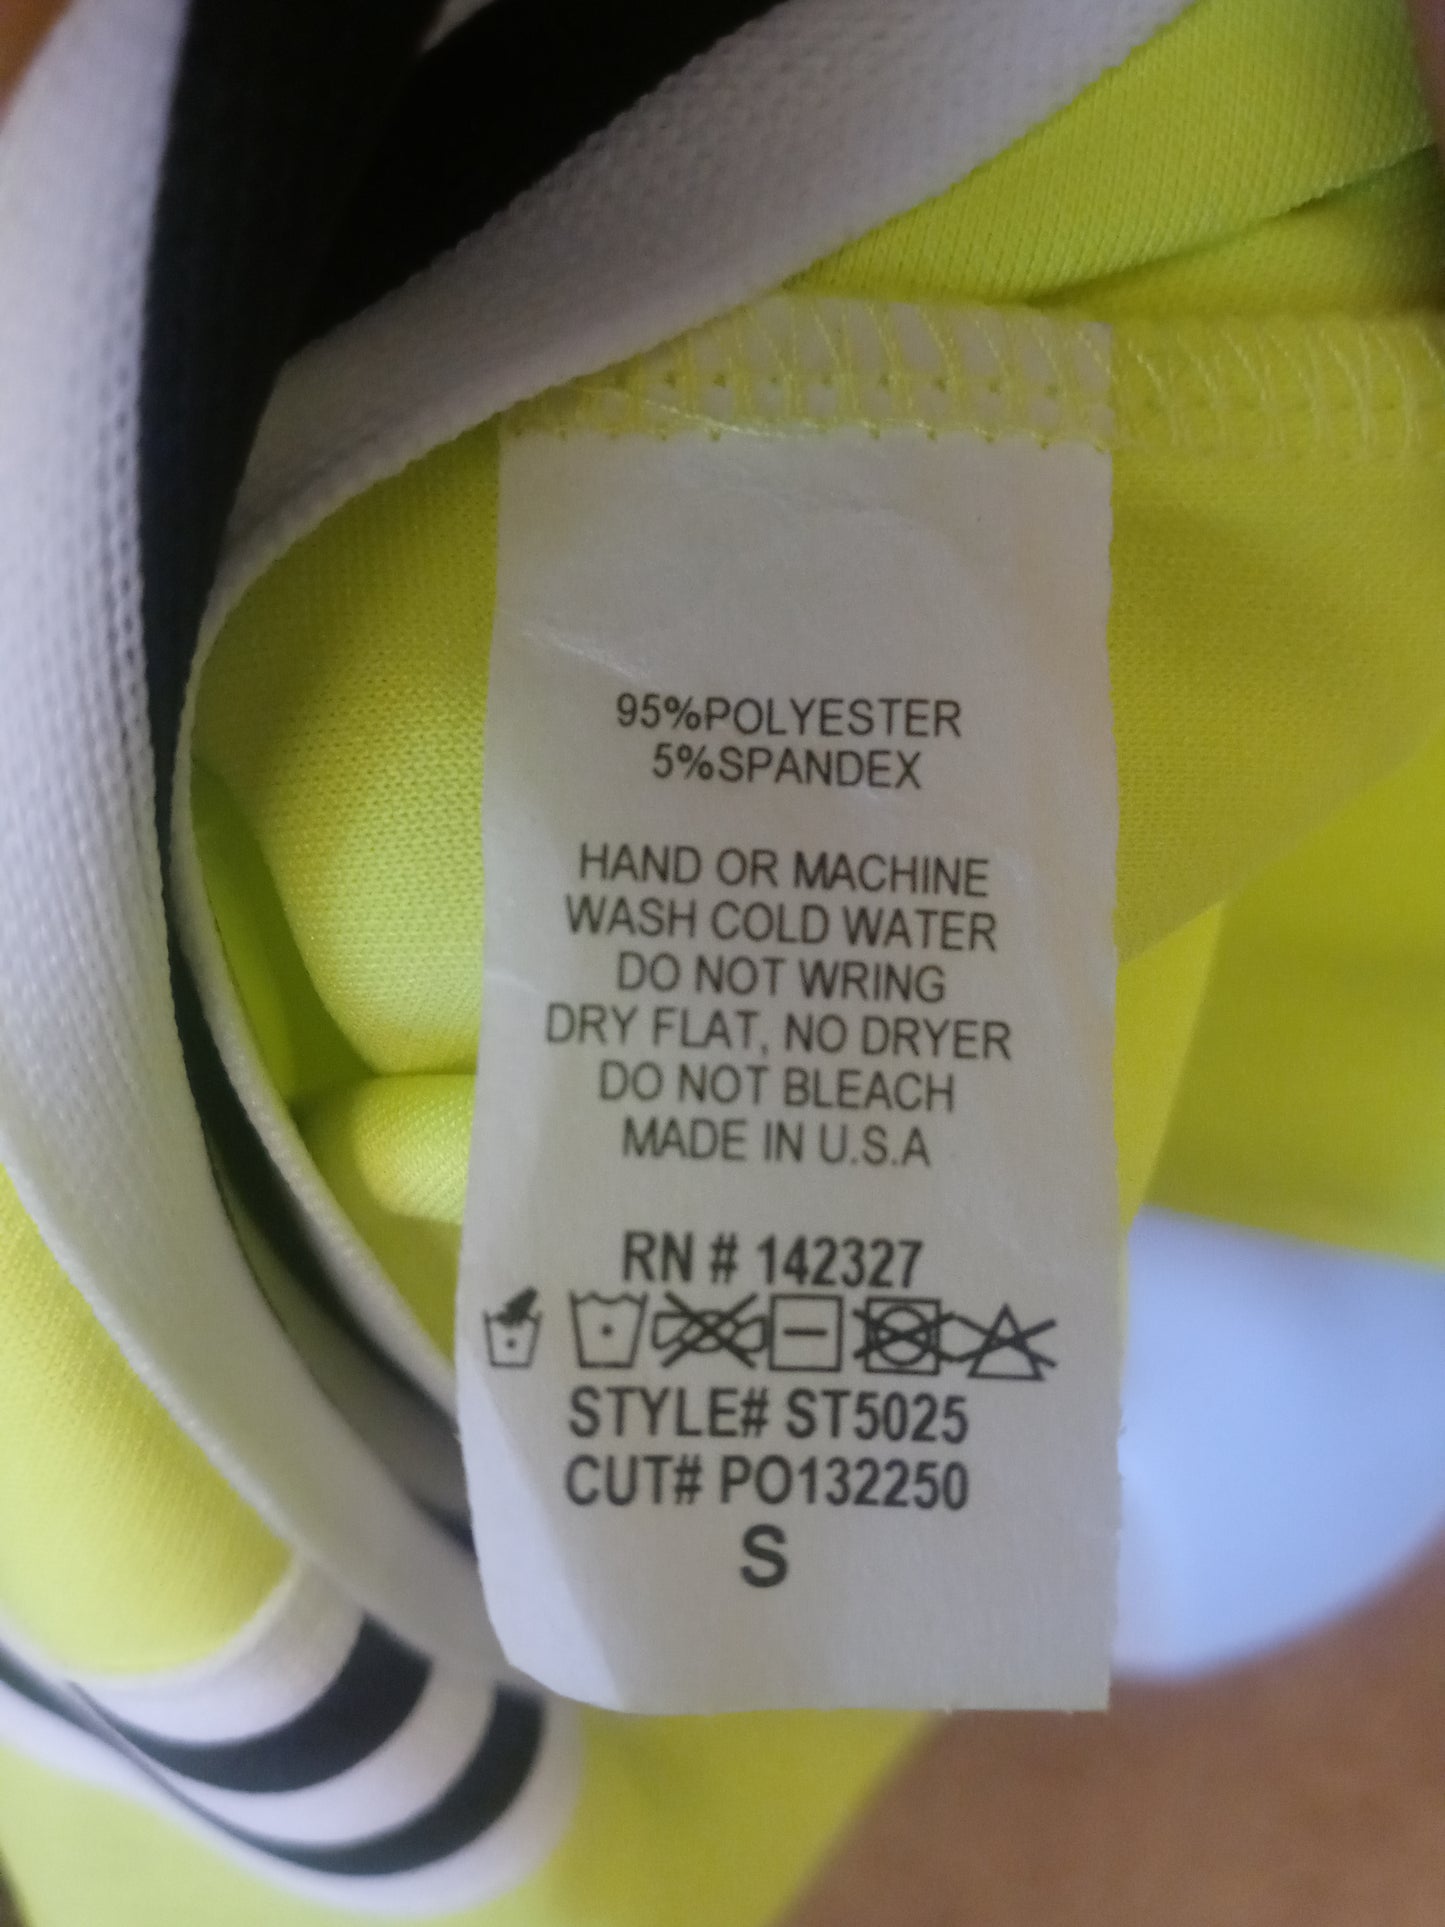 95%POLYESTER
5%SPANDEX
HAND OR MACHINE
WASH COLD WATER
DO NOT WRING
DRY FLAT, NO DRYER
DO NOT BLEACH
MADE IN U.S.A
RN # 142327
STYLE# ST5025
CUT# PO132250
S